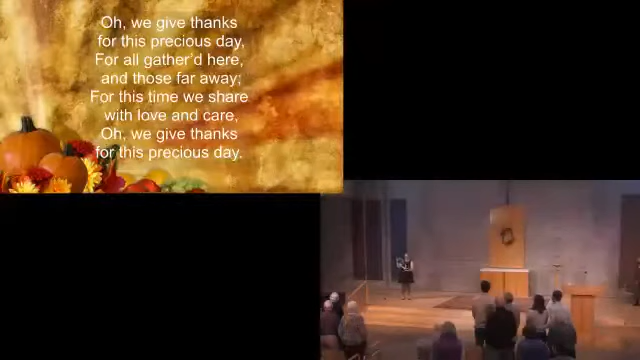 Oh, we give thanks
for this precious day,
For all gather'd here,
and those far away;
For this time we share
with love and care,
Oh, we give thanks
for this precious day.